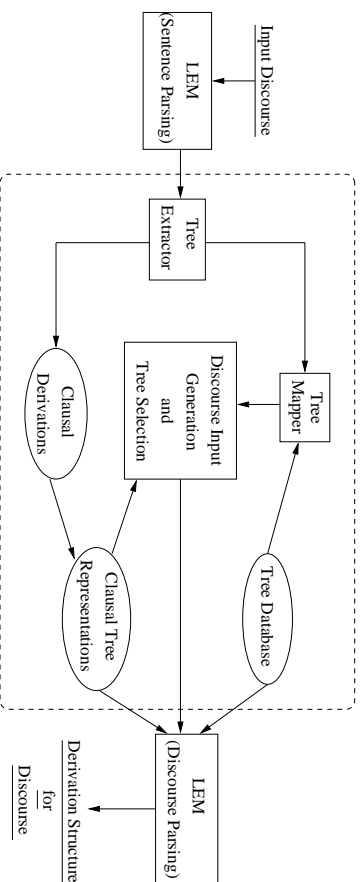 Input Discourse
LEM
(Sentence Parsing)
Tree
Extractor
Tree
Mapper
Discourse Input
Generation
and
Tree Selection
Clausal
Derivations
Tree Database
Clausal Tree
Representations
LEM
(Discourse Parsing)
Derivation Structure
for
Discourse